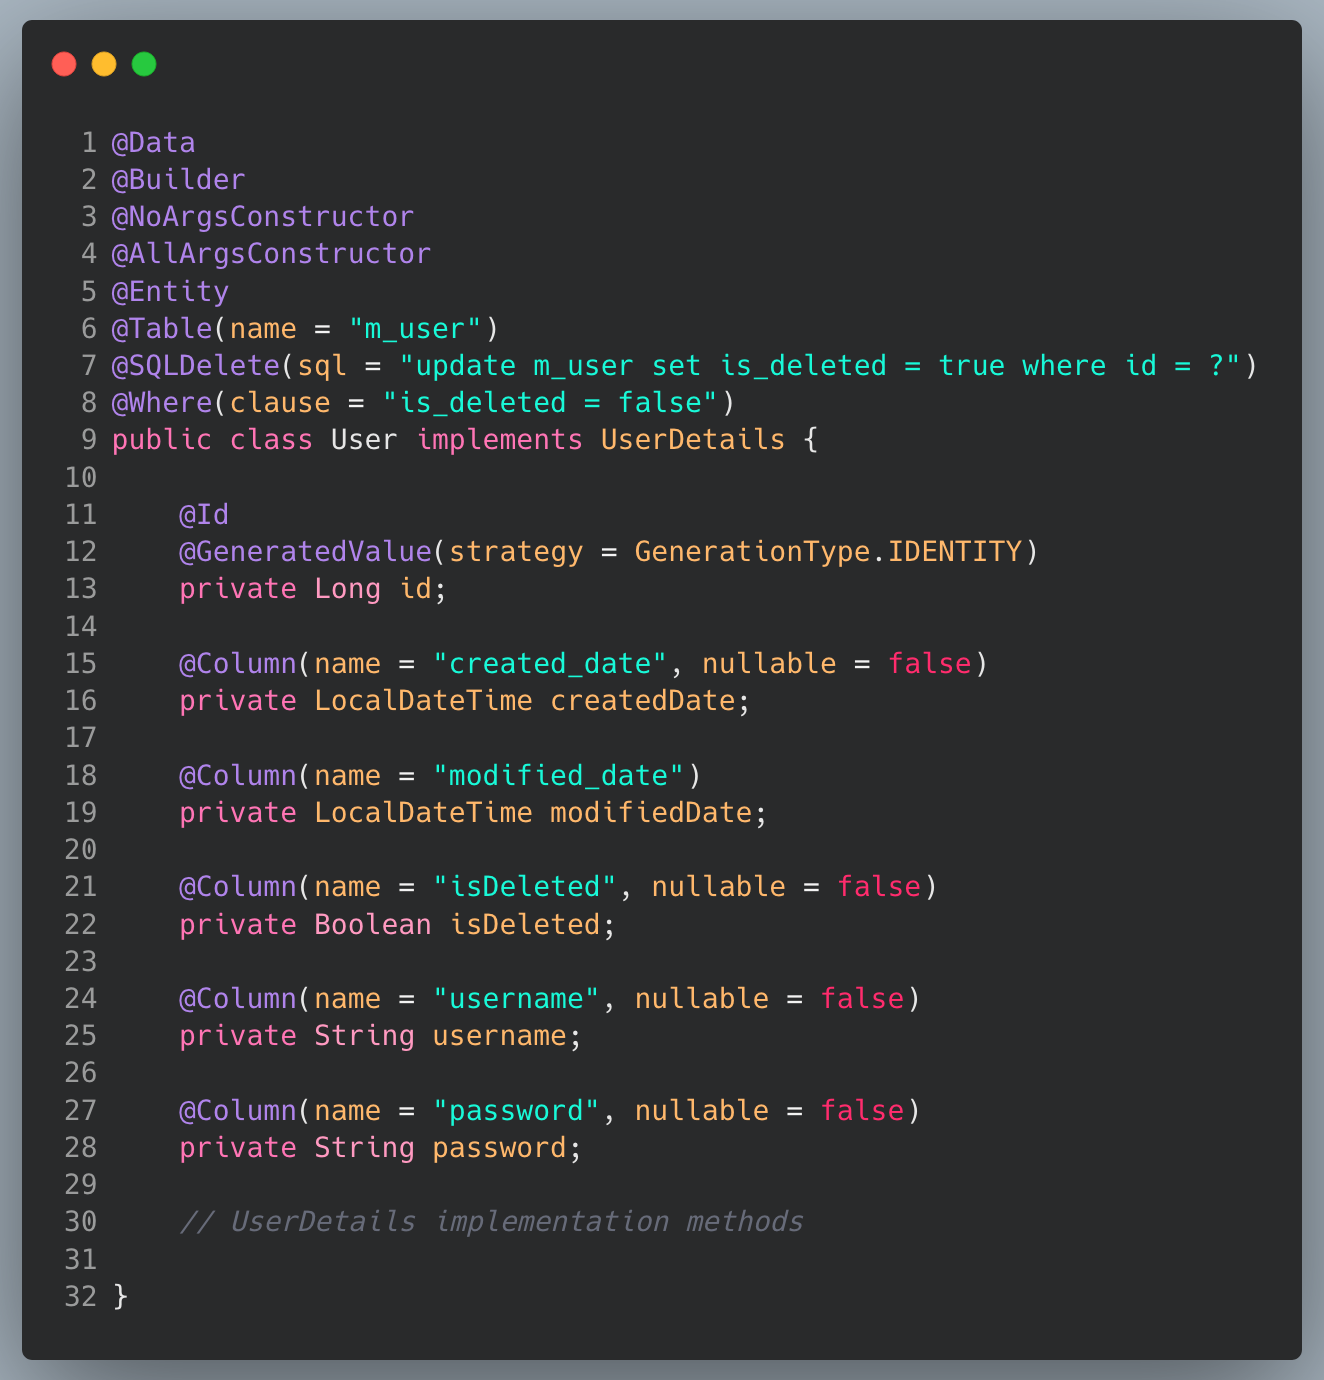 1 @Data
2 @Builder
3 @NoArgsConstructor
4 @AllArgsConstructor
5 @Entity
6 @Table(name = "m_user")
7 @SQLDelete(sql = "update m_user set is_deleted = true where id = ?")
8 @Where(clause = "is_deleted = false")
9 public class User implements UserDetails {
10
11     @Id
12     @GeneratedValue(strategy = GenerationType.IDENTITY)
13     private Long id;
14
15     @Column(name = "created_date", nullable = false)
16     private LocalDateTime createdDate;
17
18     @Column(name = "modified_date")
19     private LocalDateTime modifiedDate;
20
21     @Column(name = "isDeleted", nullable = false)
22     private Boolean isDeleted;
23
24     @Column(name = "username", nullable = false)
25     private String username;
26
27     @Column(name = "password", nullable = false)
28     private String password;
29
30     // UserDetails implementation methods
31
32 }